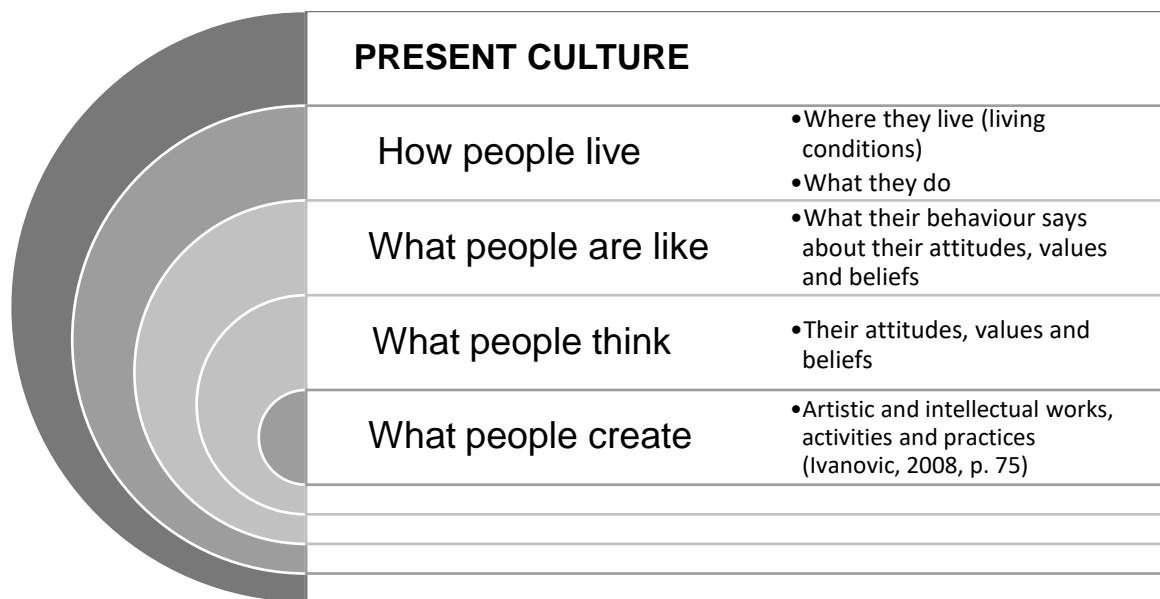 PRESENT CULTURE
How people live
•Where they live (living
conditions)
•What they do
What people are like
•What their behaviour says
about their attitudes, values
and beliefs
What people think
•Their attitudes, values and
beliefs
What people create
•Artistic and intellectual works,
activities and practices
(Ivanovic, 2008, p. 75)